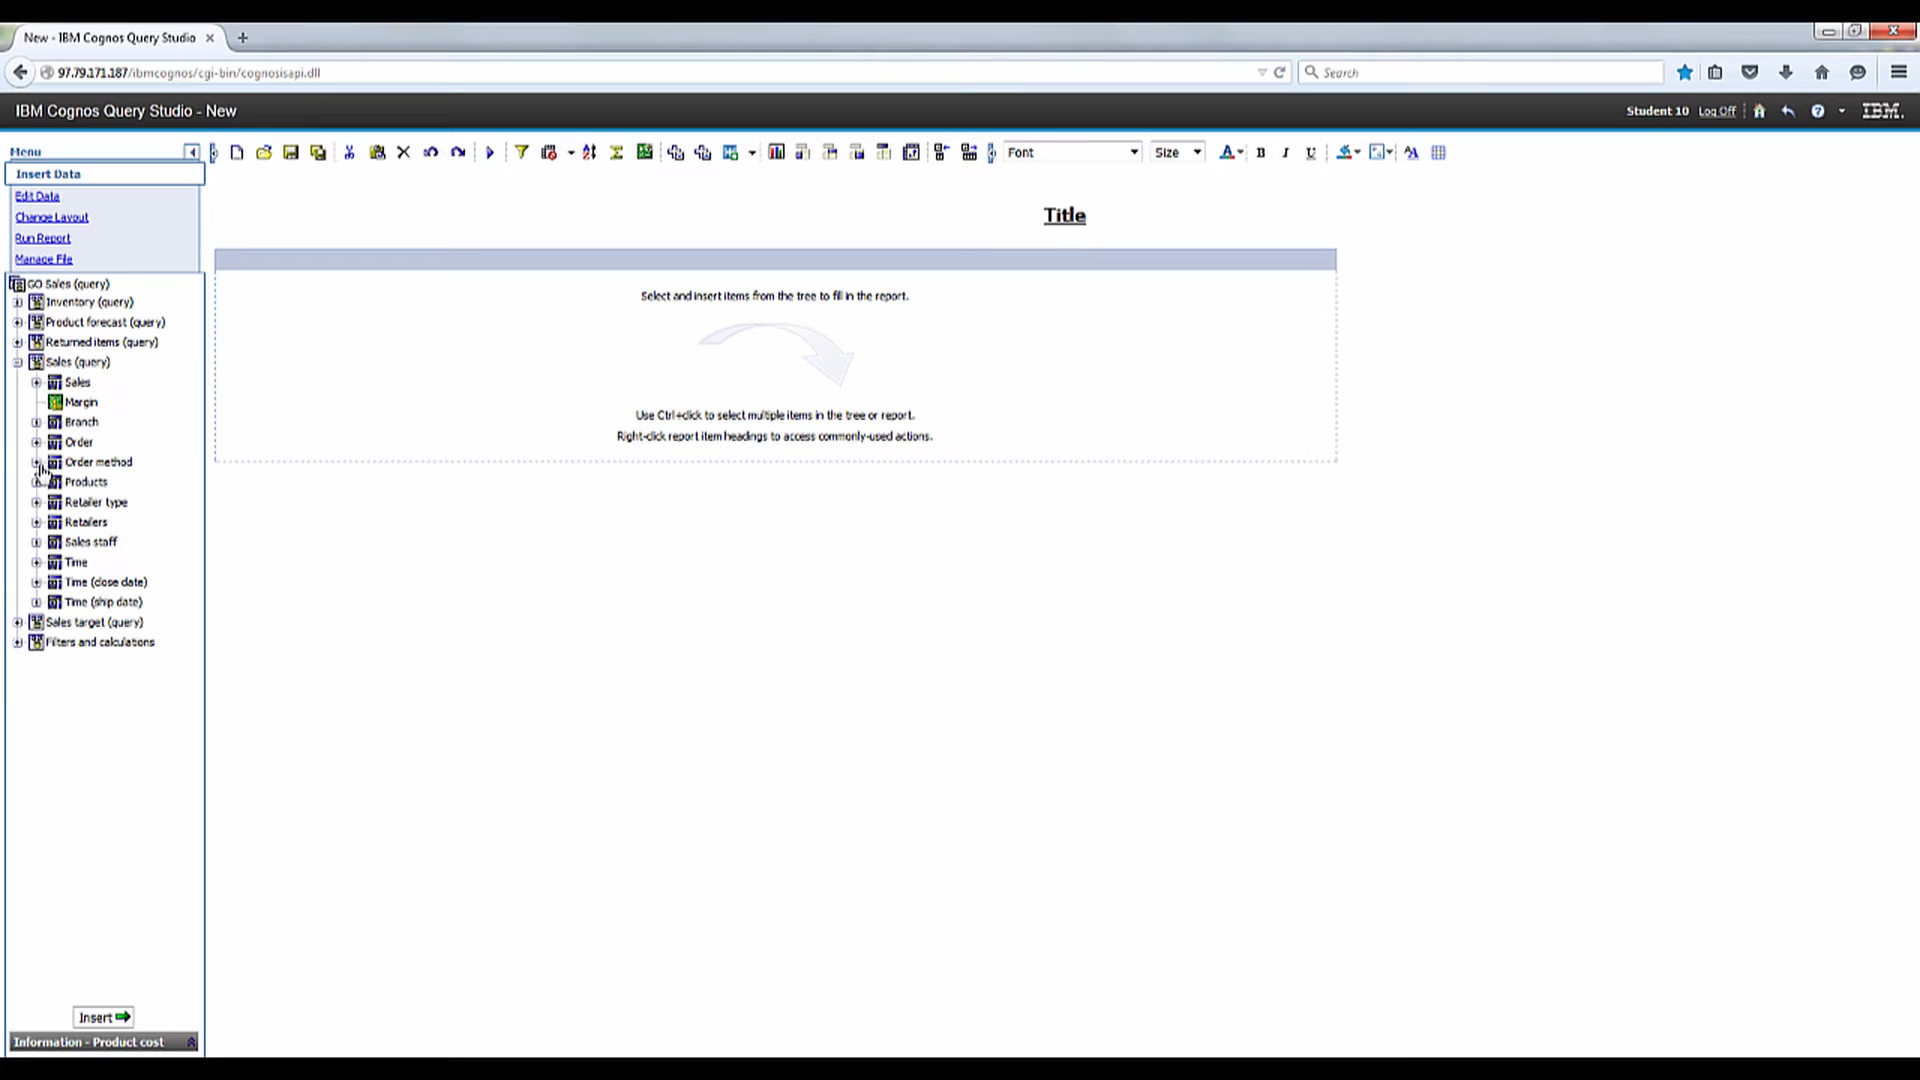 New - IBM Cognos Query Studio
97.79.171.187/ibmcognos/cgi-bin/cognosisapi.dll
Search
IBM Cognos Query Studio - New
Student 10 Log Off
IBM.
Menu
Font
Size
B I U
Insert Data
Edit Data
Change Layout
Run Report
Manage File
Title
GO Sales (query)
Inventory (query)
Product forecast (query)
Returned items (query)
Sales (query)
Sales
Margin
Branch
Order
Order method
Products
Retailer type
Retailers
Sales staff
Time
Time (close date)
Time (ship date)
Sales target (query)
Filters and calculations
Select and insert items from the tree to fill in the report.
Use Ctrl+click to select multiple items in the tree or report.
Right-click report item headings to access commonly-used actions.
Insert
Information - Product cost